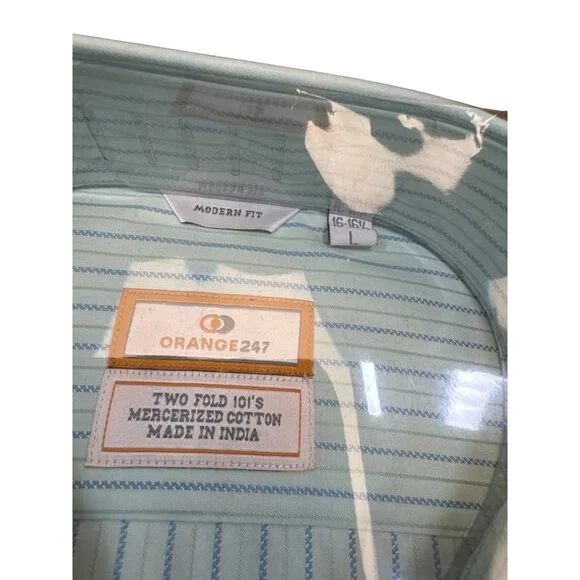 MODERN FIT
16-16½
L
ORANGE247
TWO FOLD 101'S
MERCERIZED COTTON
MADE IN INDIA